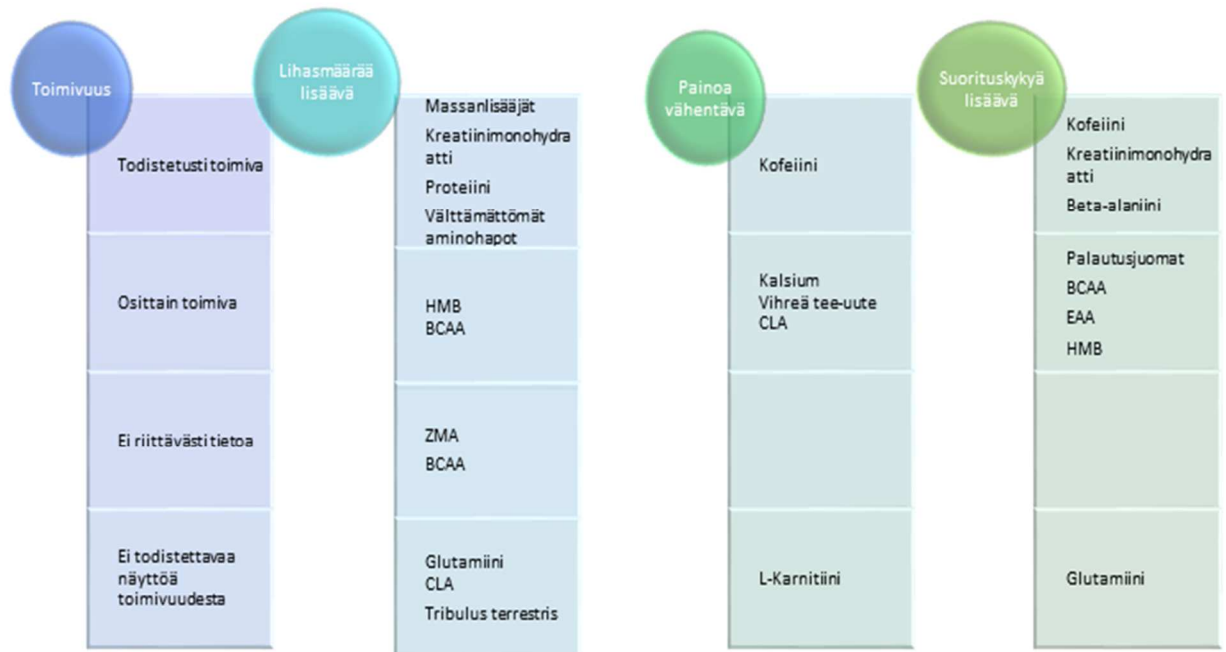 Toimivuus
Todistetusti toimiva
Osittain toimiva
Ei riittävästi tietoa
Ei todistettavaa
näyttöä
toimivuudesta
Lihasmäärää
lisäävä
Massanlisääjät
Kreatiinimonohydra
atti
Proteiini
Välttämättömät
aminohapot
HMB
BCAA
ZMA
BCAA
Glutamiini
CLA
Tribulus terrestris
Painoa
vähentävä
Kofeiini
Kalsium
Vihreä tee-uute
CLA
L-Karnitiini
Suorituskykyä
lisäävä
Kofeiini
Kreatiinimonohydra
atti
Beta-alaniini
Palautusjuomat
BCAA
EAA
HMB
Glutamiini